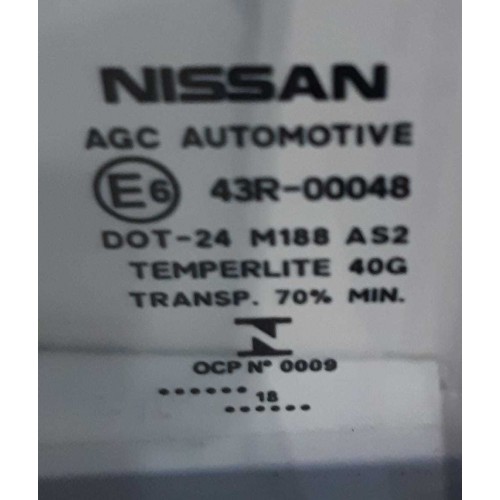 NISSAN
AGC AUTOMOTIVE
E6 43R-00048
DOT-24 M188 AS2
TEMPERLITE 40G
TRANSP. 70% MIN.
OCP Nº 0009
.......
18
.......